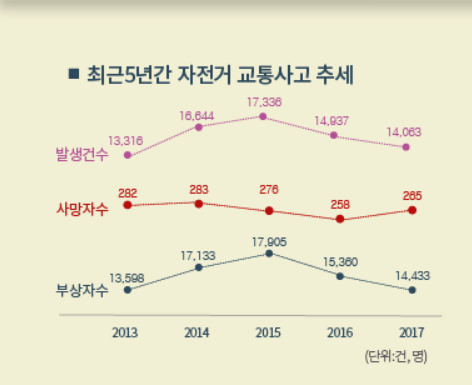 ■ 최근5년간 자전거 교통사고 추세
발생건수 13,316 16,644 17,336 14,937 14,063
사망자수 282 283 276 258 265
부상자수 13,598 17,133 17,905 15,360 14,433
2013 2014 2015 2016 2017
(단위:건, 명)